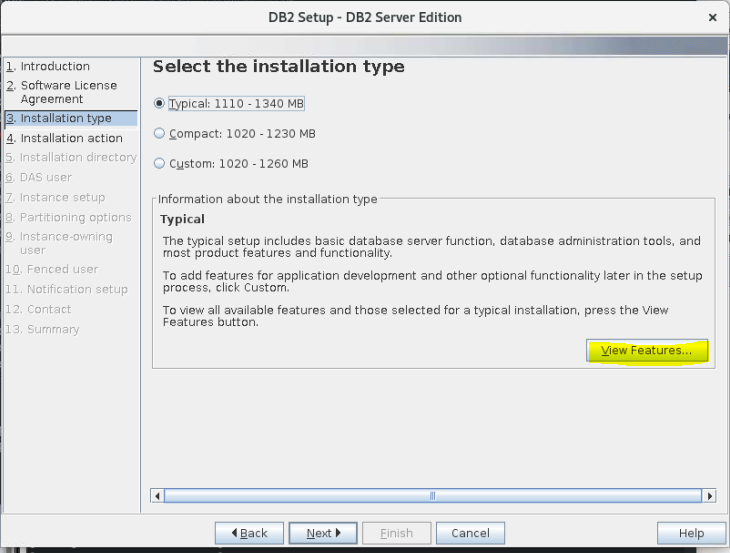 DB2 Setup - DB2 Server Edition
1. Introduction
2. Software License
Agreement
3. Installation type
4. Installation action
5. Installation directory
6. DAS user
7. Instance setup
8. Partitioning options
9. Instance-owning
user
10. Fenced user
11. Notification setup
12. Contact
13. Summary
Select the installation type
Typical: 1110 - 1340 MB
Compact: 1020 - 1230 MB
Custom: 1020 - 1260 MB
Information about the installation type
Typical
The typical setup includes basic database server function, database administration tools, and
most product features and functionality.
To add features for application development and other optional functionality later in the setup
process, click Custom.
To view all available features and those selected for a typical installation, press the View
Features button.
View Features...
Back
Next
Finish
Cancel
Help